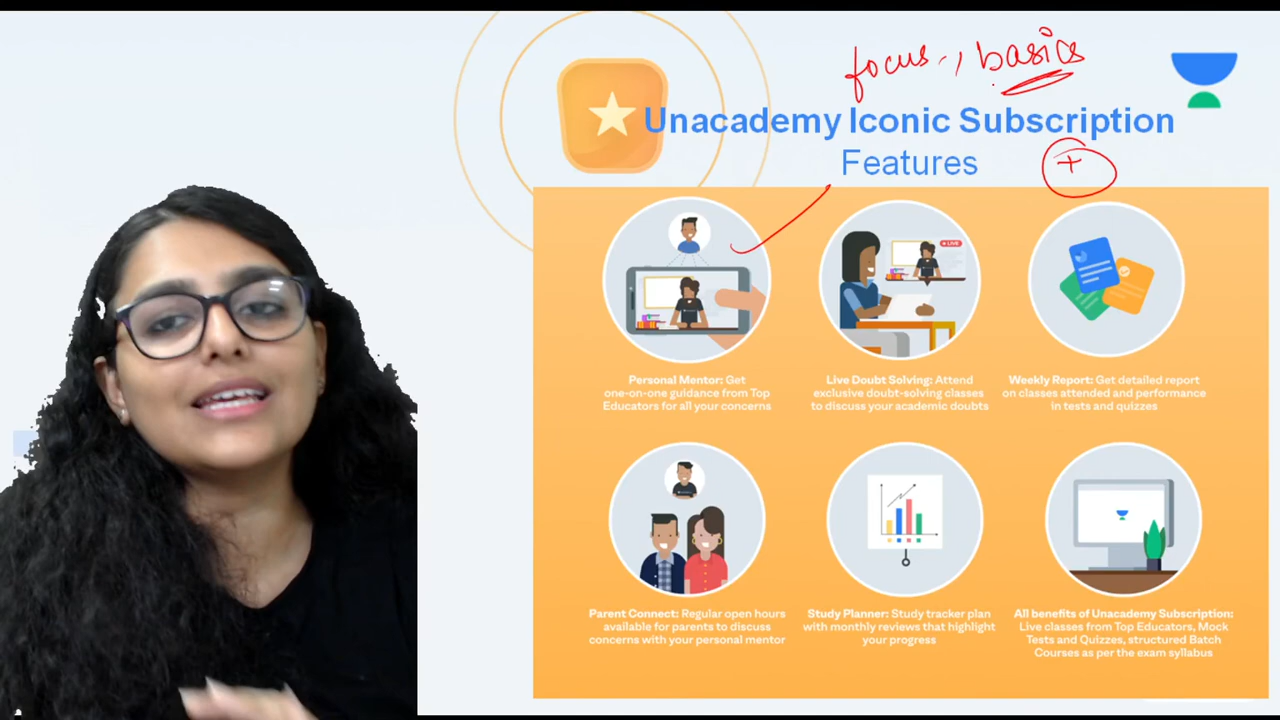 focus, basics
Unacademy Iconic Subscription
Features
+
LIVE
Personal Mentor: Get
one-on-one guidance from Top
Educators for all your concerns
Live Doubt Solving: Attend
exclusive doubt-solving classes
to discuss your academic doubts
Weekly Report: Get detailed report
on classes attended and performance
in tests and quizzes
Parent Connect: Regular open hours
available for parents to discuss
concerns with your personal mentor
Study Planner: Study tracker plan
with monthly reviews that highlight
your progress
All benefits of Unacademy Subscription:
Live classes from Top Educators, Mock
Tests and Quizzes, structured Batch
Courses as per the exam syllabus